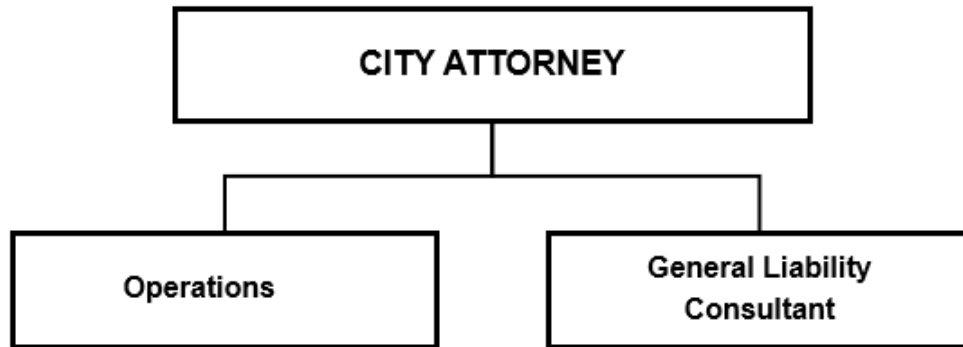 CITY ATTORNEY
Operations
General Liability
Consultant